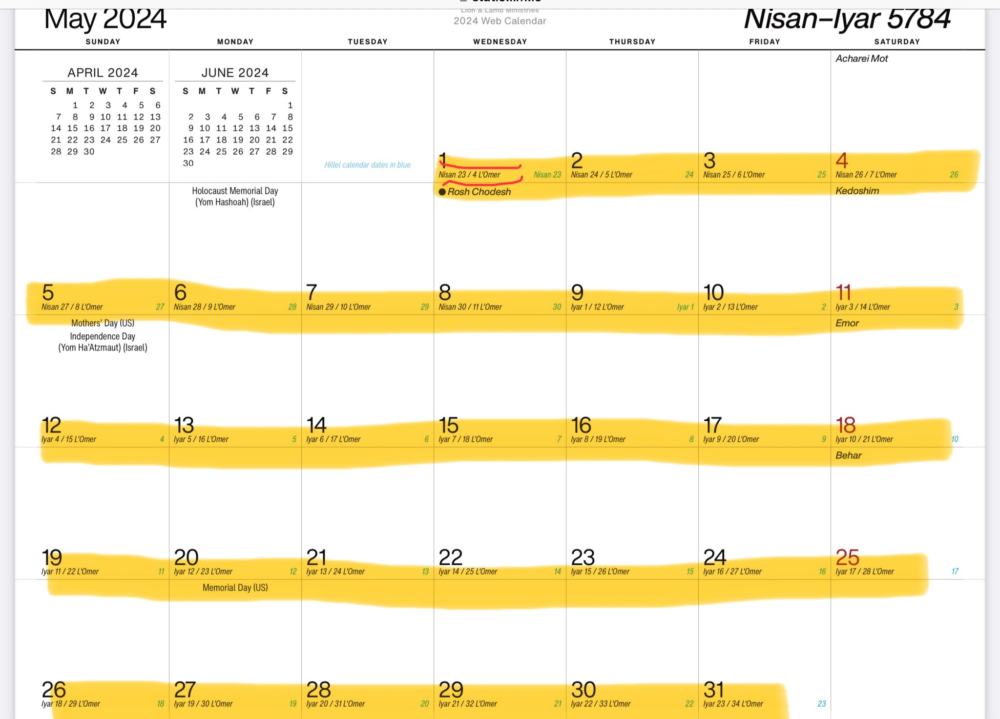 Lion & Lamb Ministries
May 2024
2024 Web Calendar
Nisan–Iyar 5784
SUNDAY MONDAY TUESDAY WEDNESDAY THURSDAY FRIDAY SATURDAY
Acharei Mot
APRIL 2024
S M T W T F S
1 2 3 4 5 6
7 8 9 10 11 12 13
14 15 16 17 18 19 20
21 22 23 24 25 26 27
28 29 30
JUNE 2024
S M T W T F S
1
2 3 4 5 6 7 8
9 10 11 12 13 14 15
16 17 18 19 20 21 22
23 24 25 26 27 28 29
30
Hillel calendar dates in blue
1 2 3 4
Nisan 23 / 4 L'Omer Nisan 23 Nisan 24 / 5 L'Omer 24 Nisan 25 / 6 L'Omer 25 Nisan 26 / 7 L'Omer 26
Holocaust Memorial Day
(Yom Hashoah) (Israel)
Rosh Chodesh
Kedoshim
5 6 7 8 9 10 11
Nisan 27 / 8 L'Omer 27 Nisan 28 / 9 L'Omer 28 Nisan 29 / 10 L'Omer 29 Nisan 30 / 11 L'Omer 30 Iyar 1 / 12 L'Omer Iyar 1 Iyar 2 / 13 L'Omer 2 Iyar 3 / 14 L'Omer 3
Mothers' Day (US)
Independence Day
(Yom Ha'Atzmaut) (Israel)
Emor
12 13 14 15 16 17 18
Iyar 4 / 15 L'Omer 4 Iyar 5 / 16 L'Omer 5 Iyar 6 / 17 L'Omer 6 Iyar 7 / 18 L'Omer 7 Iyar 8 / 19 L'Omer 8 Iyar 9 / 20 L'Omer 9 Iyar 10 / 21 L'Omer 10
Behar
19 20 21 22 23 24 25
Iyar 11 / 22 L'Omer 11 Iyar 12 / 23 L'Omer 12 Iyar 13 / 24 L'Omer 13 Iyar 14 / 25 L'Omer 14 Iyar 15 / 26 L'Omer 15 Iyar 16 / 27 L'Omer 16 Iyar 17 / 28 L'Omer 17
Memorial Day (US)
26 27 28 29 30 31
Iyar 18 / 29 L'Omer 18 Iyar 19 / 30 L'Omer 19 Iyar 20 / 31 L'Omer 20 Iyar 21 / 32 L'Omer 21 Iyar 22 / 33 L'Omer 22 Iyar 23 / 34 L'Omer 23